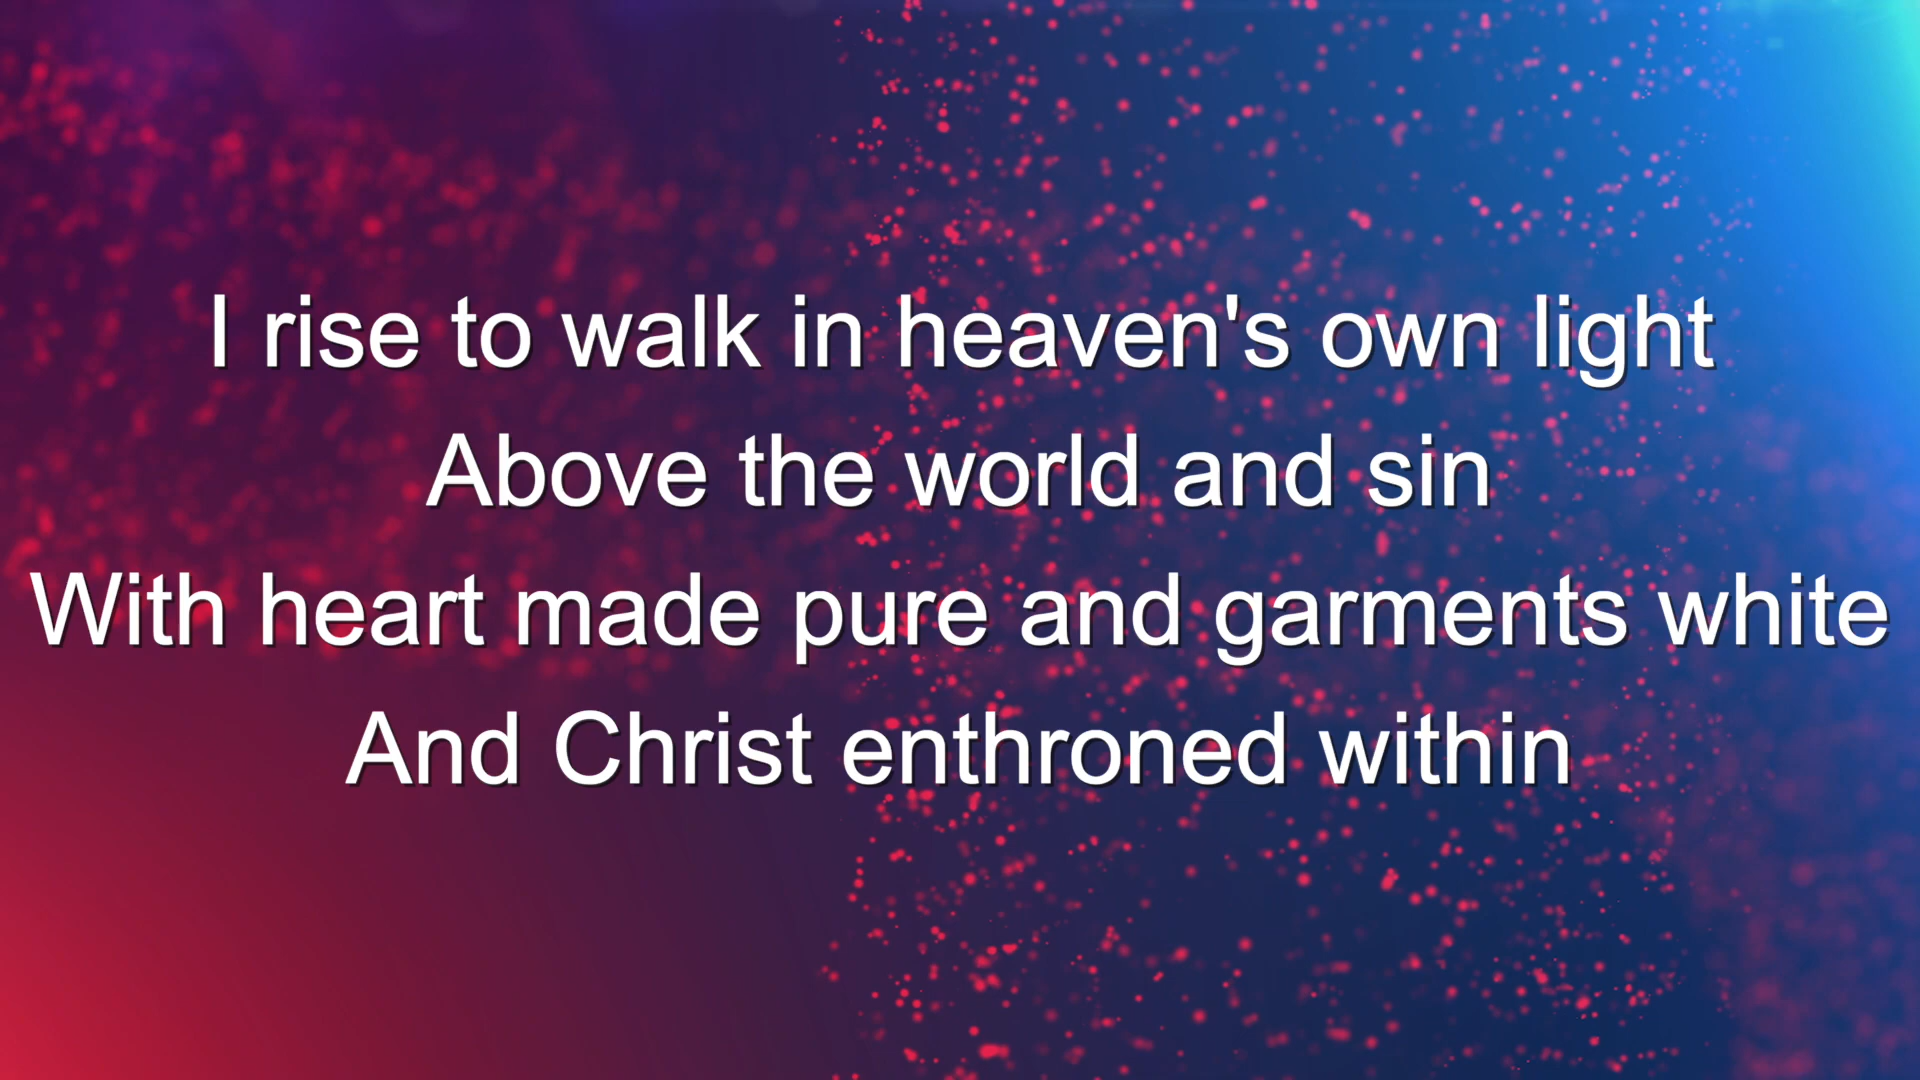 I rise to walk in heaven's own light
Above the world and sin
With heart made pure and garments white
And Christ enthroned within